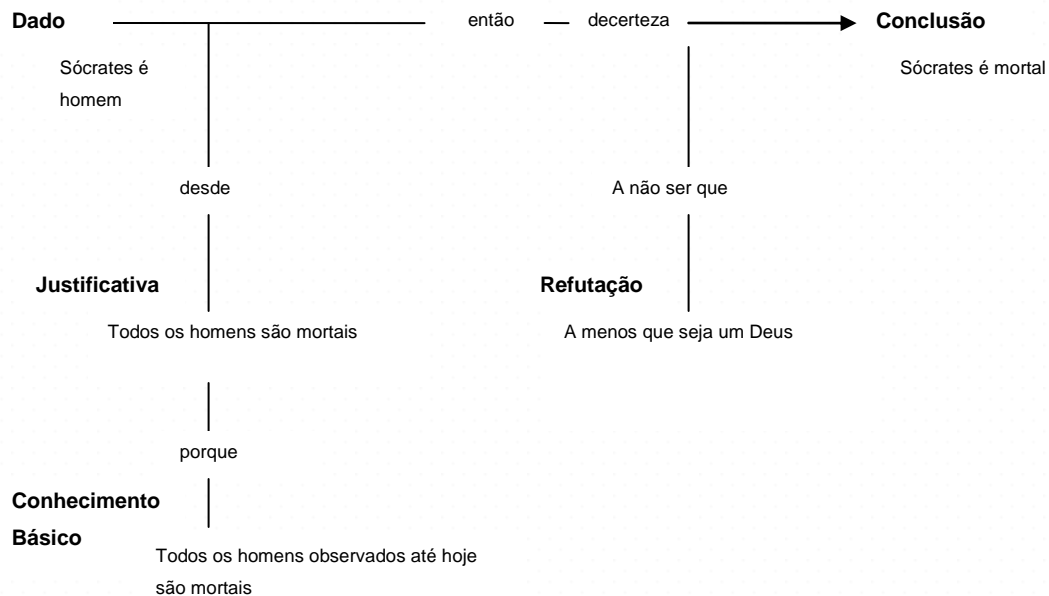 Dado então decerteza Conclusão
Sócrates é
homem
Sócrates é mortal
desde A não ser que
Justificativa Refutação
Todos os homens são mortais A menos que seja um Deus
porque
Conhecimento
Básico
Todos os homens observados até hoje
são mortais